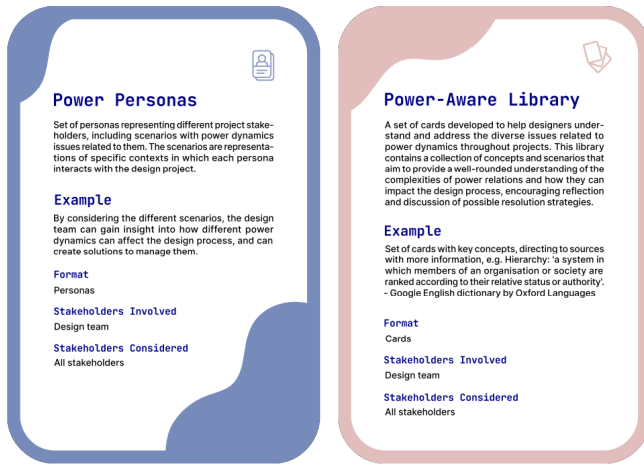 Power Personas
Set of personas representing different project stake-
holders, including scenarios with power dynamics
issues related to them. The scenarios are representa-
tions of specific contexts in which each persona
interacts with the design project.
Example
By considering the different scenarios, the design
team can gain insight into how different power
dynamics can affect the design process, and can
create solutions to manage them.
Format
Personas
Stakeholders Involved
Design team
Stakeholders Considered
All stakeholders
Power-Aware Library
A set of cards developed to help designers under-
stand and address the diverse issues related to
power dynamics throughout projects. This library
contains a collection of concepts and scenarios that
aim to provide a well-rounded understanding of the
complexities of power relations and how they can
impact the design process, encouraging reflection
and discussion of possible resolution strategies.
Example
Set of cards with key concepts, directing to sources
with more information, e.g. Hierarchy: 'a system in
which members of an organisation or society are
ranked according to their relative status or authority'.
- Google English dictionary by Oxford Languages
Format
Cards
Stakeholders Involved
Design team
Stakeholders Considered
All stakeholders